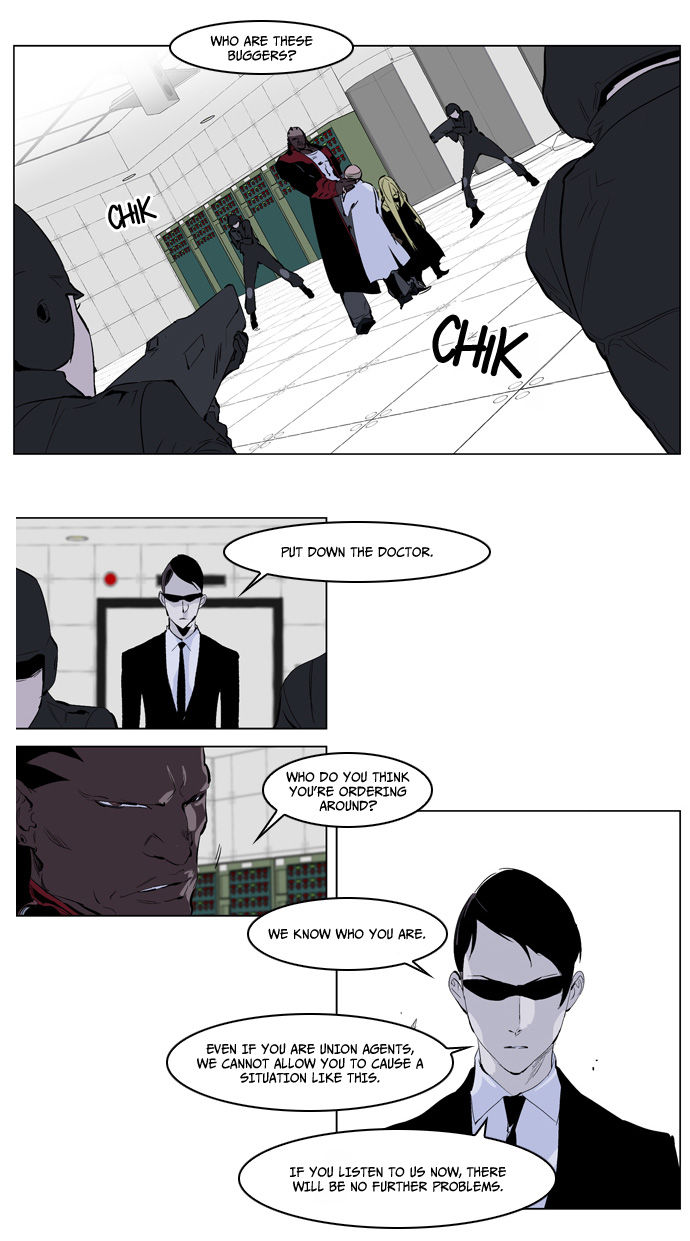 WHO ARE THESE
BUGGERS?
CHIK
CHIK
PUT DOWN THE DOCTOR.
WHO DO YOU THINK
YOU'RE ORDERING
AROUND?
WE KNOW WHO YOU ARE.
EVEN IF YOU ARE UNION AGENTS,
WE CANNOT ALLOW YOU TO CAUSE A
SITUATION LIKE THIS.
IF YOU LISTEN TO US NOW, THERE
WILL BE NO FURTHER PROBLEMS.